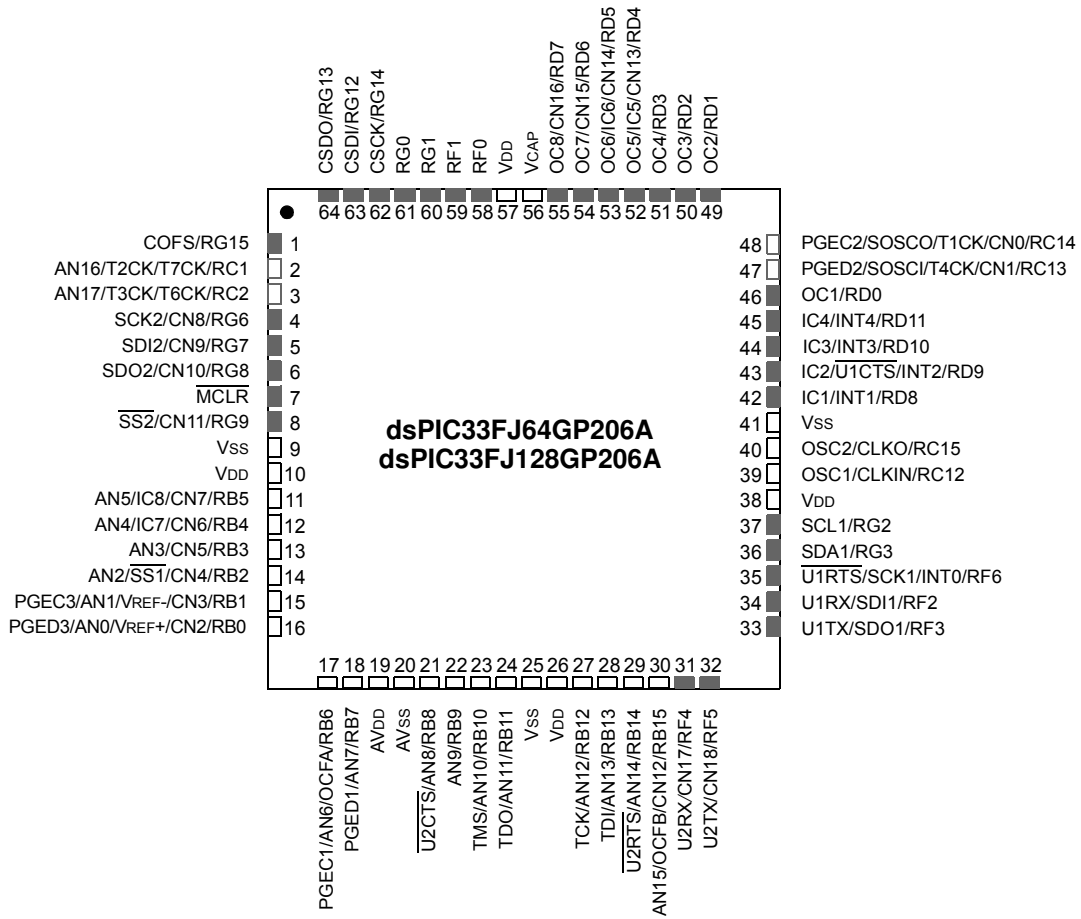 CSDO/RG13
CSDI/RG12
CSCK/RG14
RG0
RG1
RF1
RF0
VDD
VCAP
OC8/CN16/RD7
OC7/CN15/RD6
OC6/IC6/CN14/RD5
OC5/IC5/CN13/RD4
OC4/RD3
OC3/RD2
OC2/RD1
64 63 62 61 60 59 58 57 56 55 54 53 52 51 50 49
COFS/RG15 1
AN16/T2CK/T7CK/RC1 2
AN17/T3CK/T6CK/RC2 3
SCK2/CN8/RG6 4
SDI2/CN9/RG7 5
SDO2/CN10/RG8 6
MCLR 7
SS2/CN11/RG9 8
VSS 9
VDD 10
AN5/IC8/CN7/RB5 11
AN4/IC7/CN6/RB4 12
AN3/CN5/RB3 13
AN2/SS1/CN4/RB2 14
PGEC3/AN1/VREF-/CN3/RB1 15
PGED3/AN0/VREF+/CN2/RB0 16
dsPIC33FJ64GP206A
dsPIC33FJ128GP206A
48 PGEC2/SOSCO/T1CK/CN0/RC14
47 PGED2/SOSCI/T4CK/CN1/RC13
46 OC1/RD0
45 IC4/INT4/RD11
44 IC3/INT3/RD10
43 IC2/U1CTS/INT2/RD9
42 IC1/INT1/RD8
41 VSS
40 OSC2/CLKO/RC15
39 OSC1/CLKIN/RC12
38 VDD
37 SCL1/RG2
36 SDA1/RG3
35 U1RTS/SCK1/INT0/RF6
34 U1RX/SDI1/RF2
33 U1TX/SDO1/RF3
17 18 19 20 21 22 23 24 25 26 27 28 29 30 31 32
PGEC1/AN6/OCFA/RB6
PGED1/AN7/RB7
AVDD
AVSS
U2CTS/AN8/RB8
AN9/RB9
TMS/AN10/RB10
TDO/AN11/RB11
VSS
VDD
TCK/AN12/RB12
TDI/AN13/RB13
U2RTS/AN14/RB14
AN15/OCFB/CN12/RB15
U2RX/CN17/RF4
U2TX/CN18/RF5